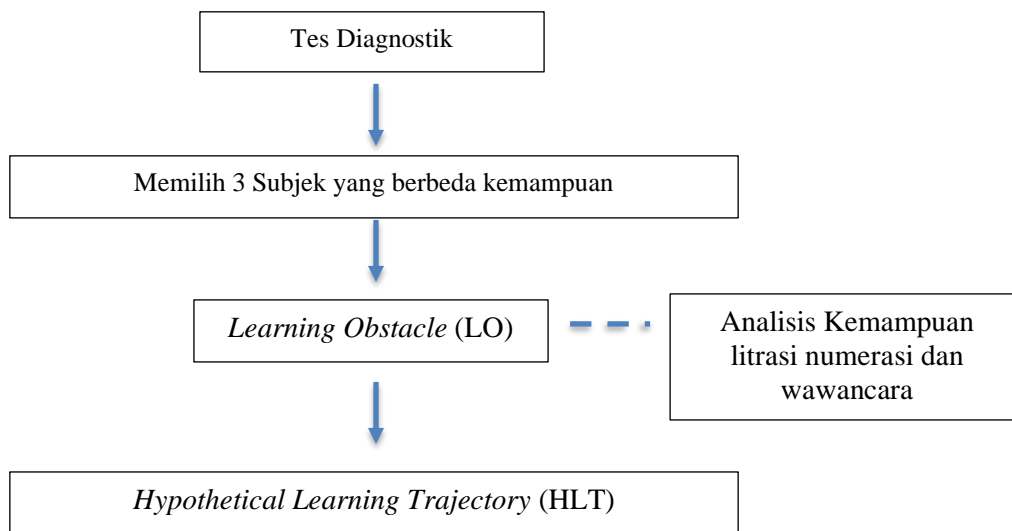 Tes Diagnostik
Memilih 3 Subjek yang berbeda kemampuan
Learning Obstacle (LO)
Analisis Kemampuan
litrasi numerasi dan
wawancara
Hypothetical Learning Trajectory (HLT)